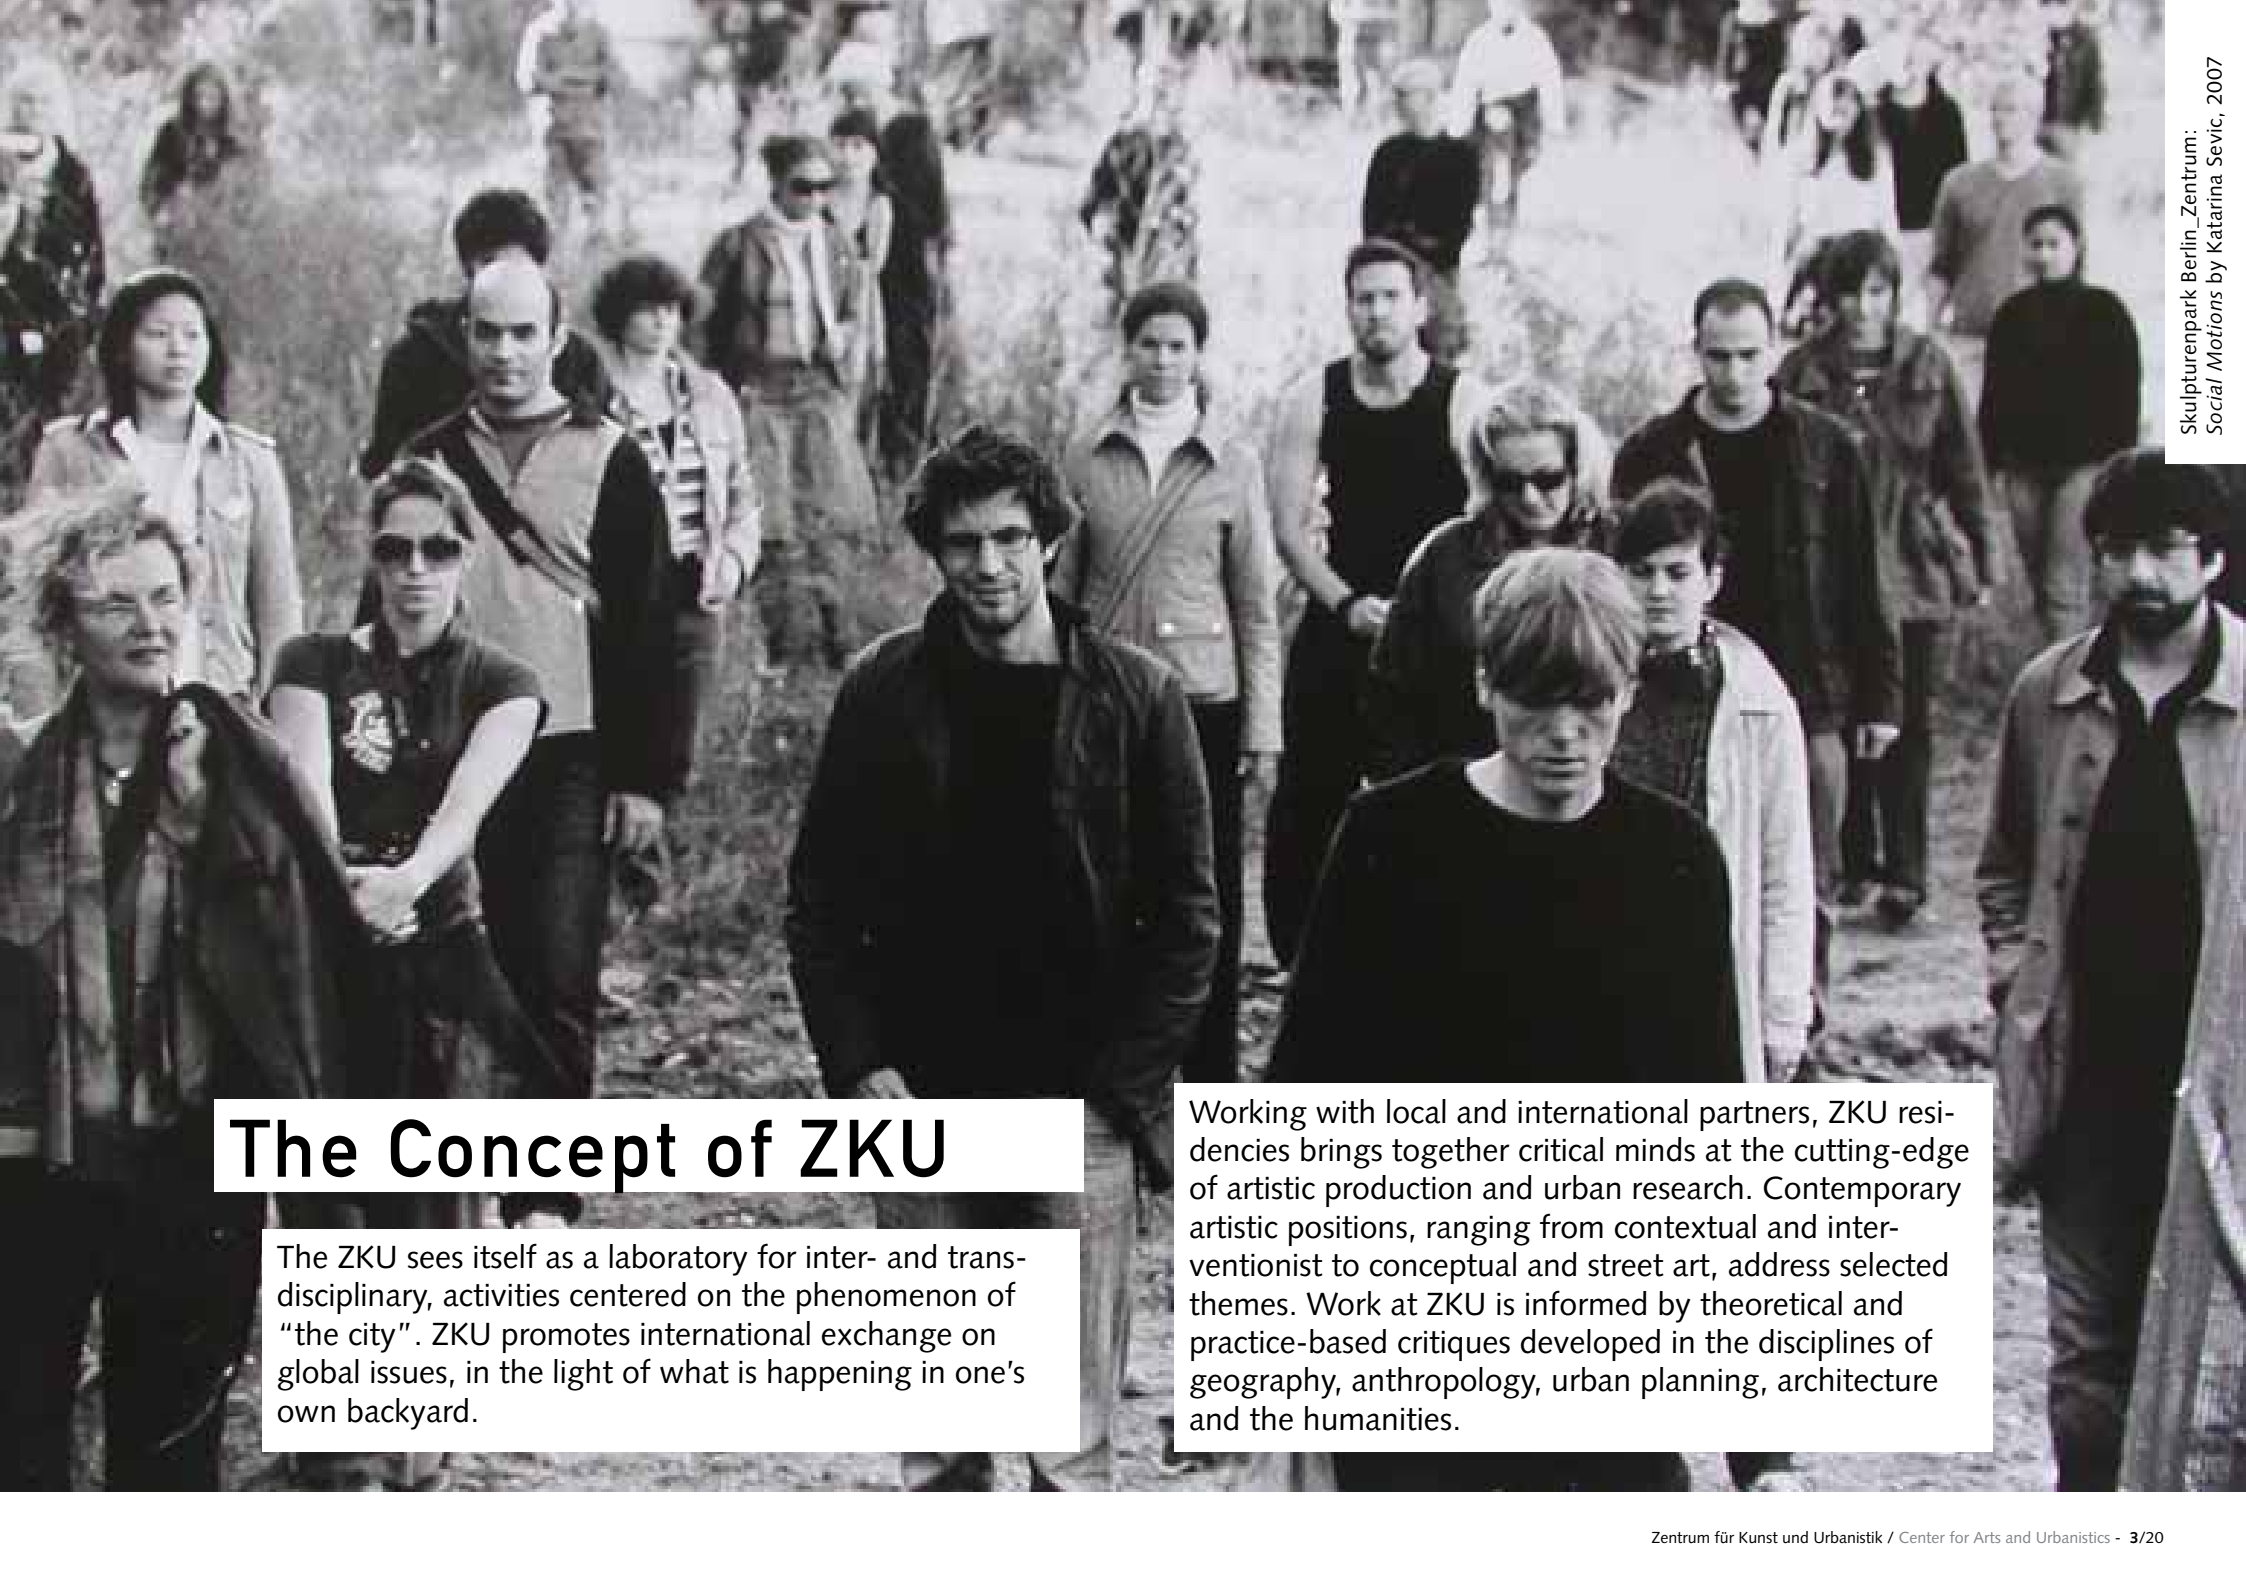 Skulpturenpark Berlin_Zentrum:
Social Motions by Katarina Sevic, 2007
The Concept of ZKU
The ZKU sees itself as a laboratory for inter- and trans-
disciplinary, activities centered on the phenomenon of
“the city”. ZKU promotes international exchange on
global issues, in the light of what is happening in one’s
own backyard.
Working with local and international partners, ZKU resi-
dencies brings together critical minds at the cutting-edge
of artistic production and urban research. Contemporary
artistic positions, ranging from contextual and inter-
ventionist to conceptual and street art, address selected
themes. Work at ZKU is informed by theoretical and
practice-based critiques developed in the disciplines of
geography, anthropology, urban planning, architecture
and the humanities.
Zentrum für Kunst und Urbanistik / Center for Arts and Urbanistics - 3/20